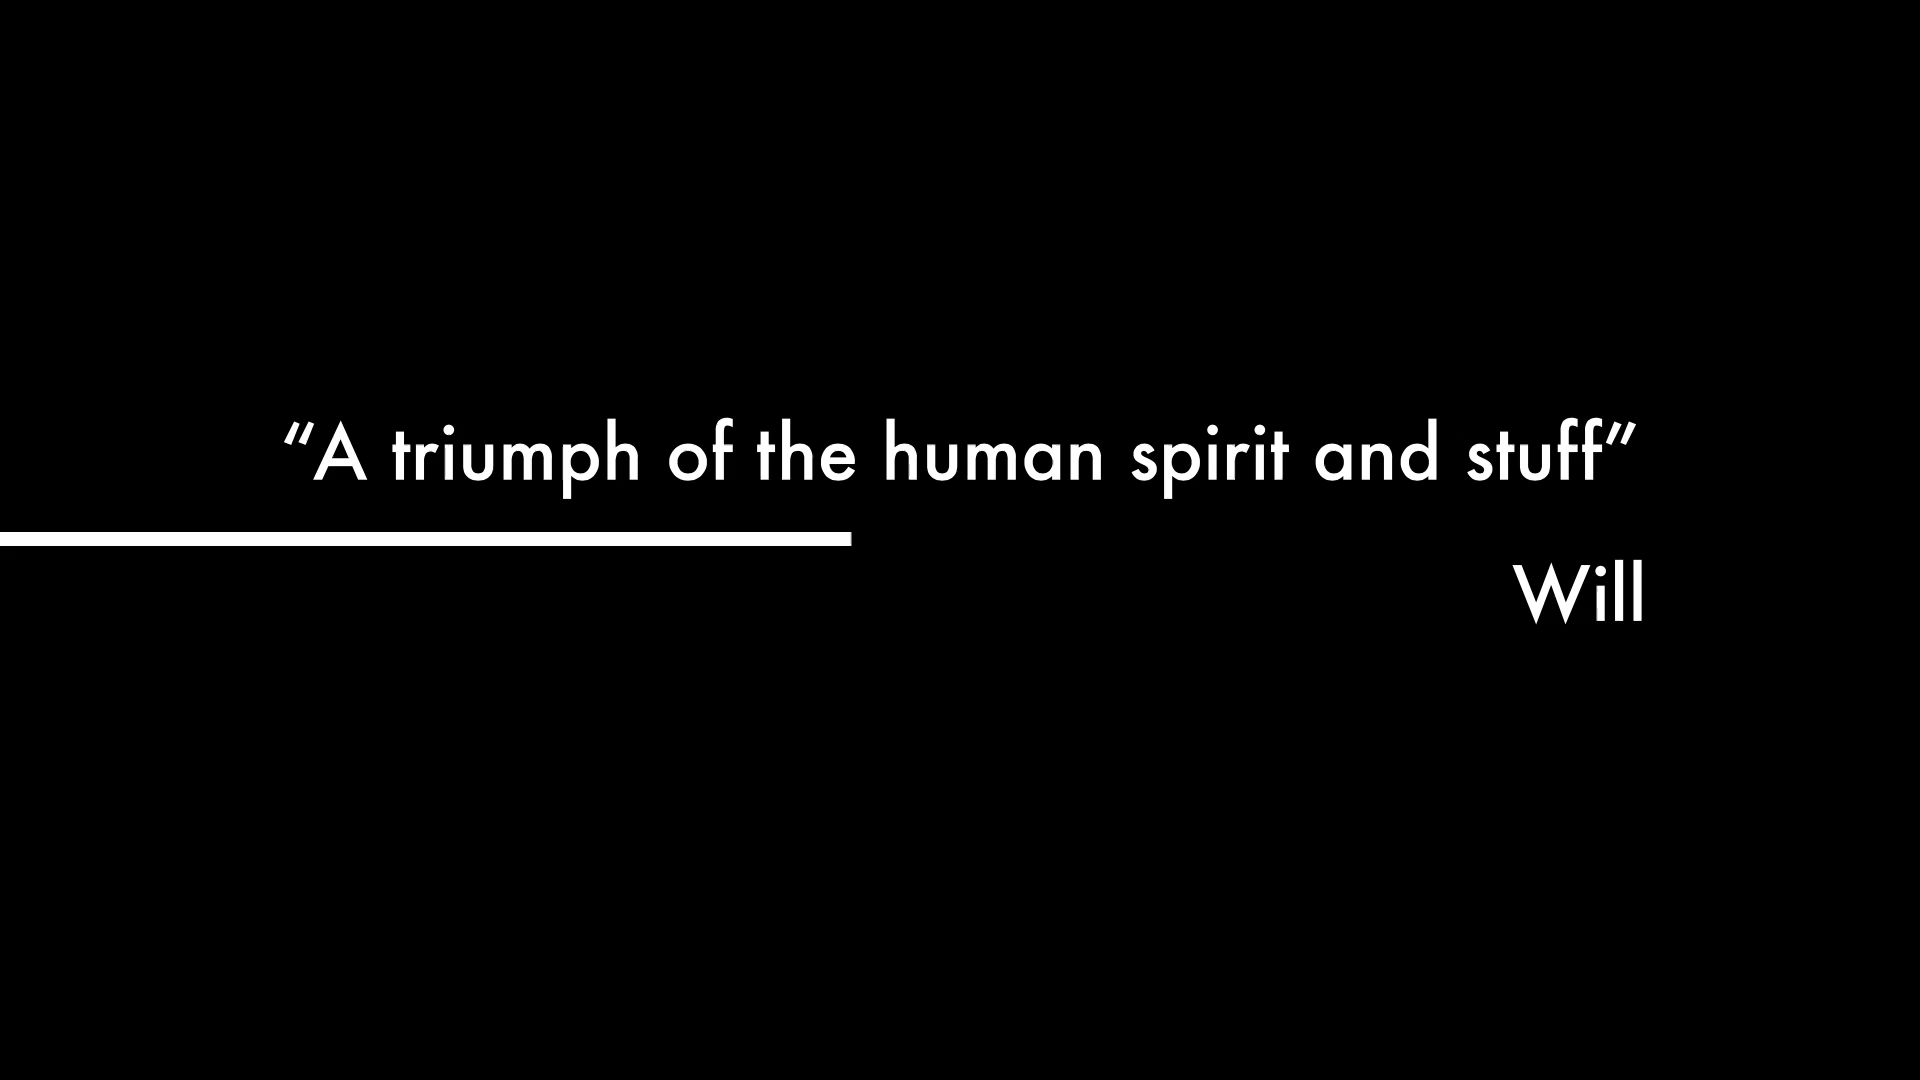 “A triumph of the human spirit and stuff”
Will